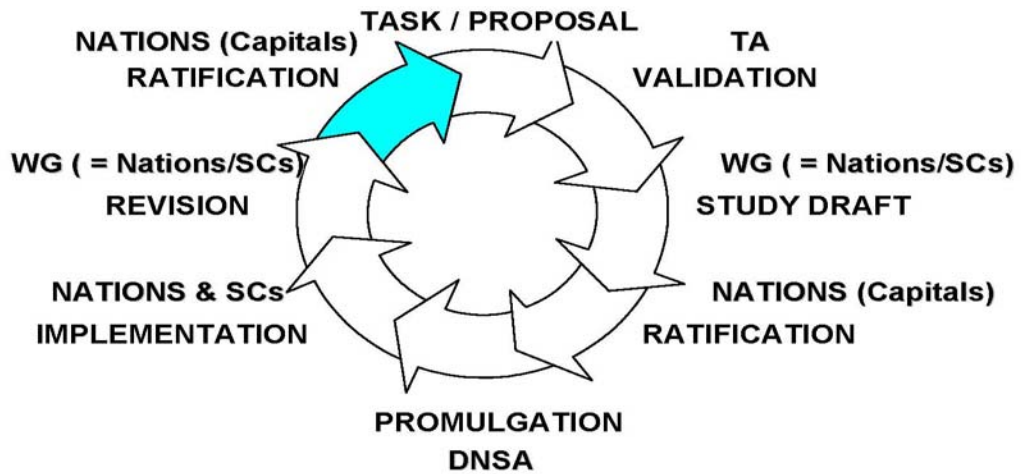 TASK / PROPOSAL
TA
VALIDATION
WG ( = Nations/SCs)
STUDY DRAFT
NATIONS (Capitals)
RATIFICATION
PROMULGATION
DNSA
NATIONS & SCs
IMPLEMENTATION
WG ( = Nations/SCs)
REVISION
NATIONS (Capitals)
RATIFICATION